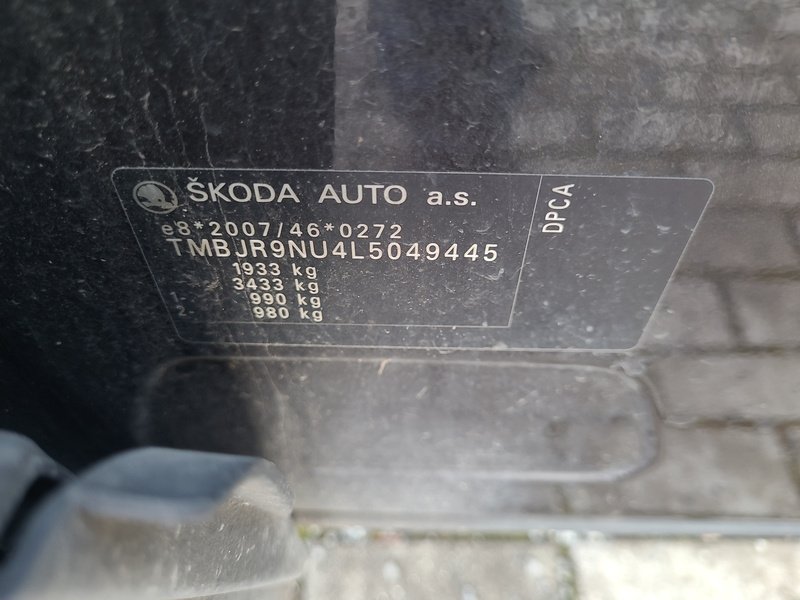 ŠKODA AUTO a.s.
DPCA
e8*2007/46*0272
TMBJR9NU4L5049445
1933 kg
3433 kg
1- 990 kg
2- 980 kg